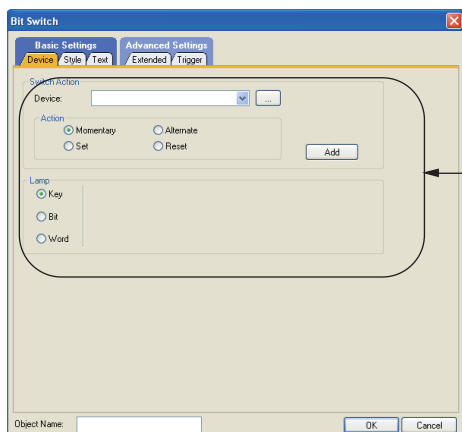 Bit Switch
Basic Settings
Advanced Settings
Device
Style
Text
Extended
Trigger
Switch Action
Device:
...
Action
Momentary
Alternate
Set
Reset
Add
Lamp
Key
Bit
Word
Object Name:
OK
Cancel